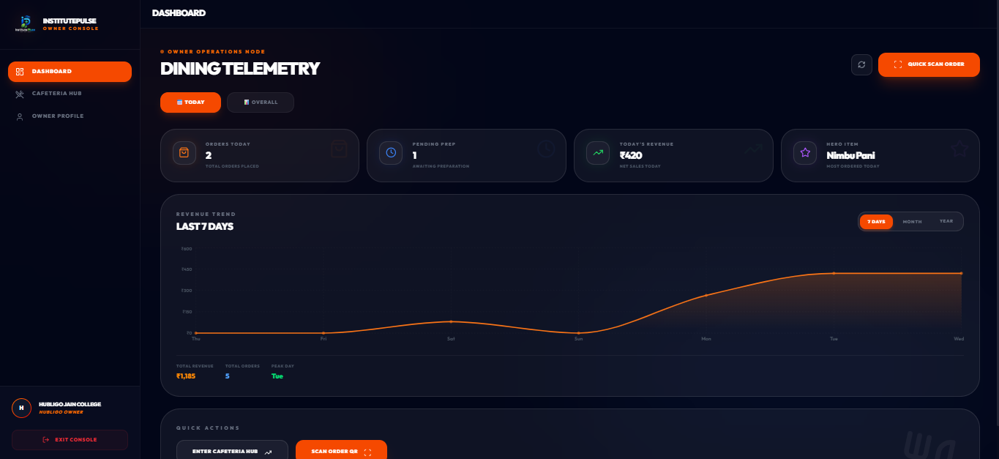 INSTITUTEPULSE
OWNER CONSOLE
DASHBOARD
DASHBOARD
CAFETERIA HUB
OWNER PROFILE
HUBLIGO JAIN COLLEGE
HUBLIGO OWNER
H
EXIT CONSOLE
OWNER OPERATIONS NODE
DINING TELEMETRY
QUICK SCAN ORDER
TODAY
OVERALL
ORDERS TODAY
2
TOTAL ORDERS PLACED
PENDING PREP
1
AWAITING PREPARATION
TODAY'S REVENUE
₹420
NET SALES TODAY
HERO ITEM
Nimbu Pani
MOST ORDERED TODAY
REVENUE TREND
LAST 7 DAYS
7 DAYS
MONTH
YEAR
₹600
₹450
₹300
₹150
₹0
Thu
Fri
Sat
Sun
Mon
Tue
Wed
TOTAL REVENUE
₹1,185
TOTAL ORDERS
5
PEAK DAY
Tue
QUICK ACTIONS
ENTER CAFETERIA HUB
SCAN ORDER QR